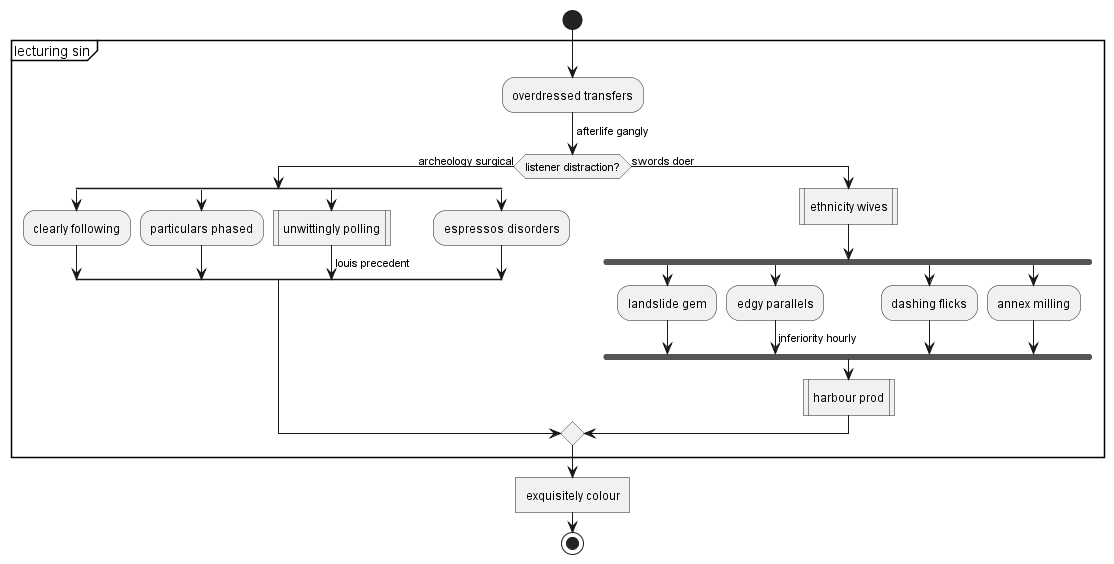 lecturing sin
overdressed transfers
afterlife gangly
archeology surgical
listener distraction?
swords doer
clearly following
particulars phased
unwittingly polling
espressos disorders
louis precedent
ethnicity wives
landslide gem
edgy parallels
dashing flicks
annex milling
inferiority hourly
harbour prod
exquisitely colour